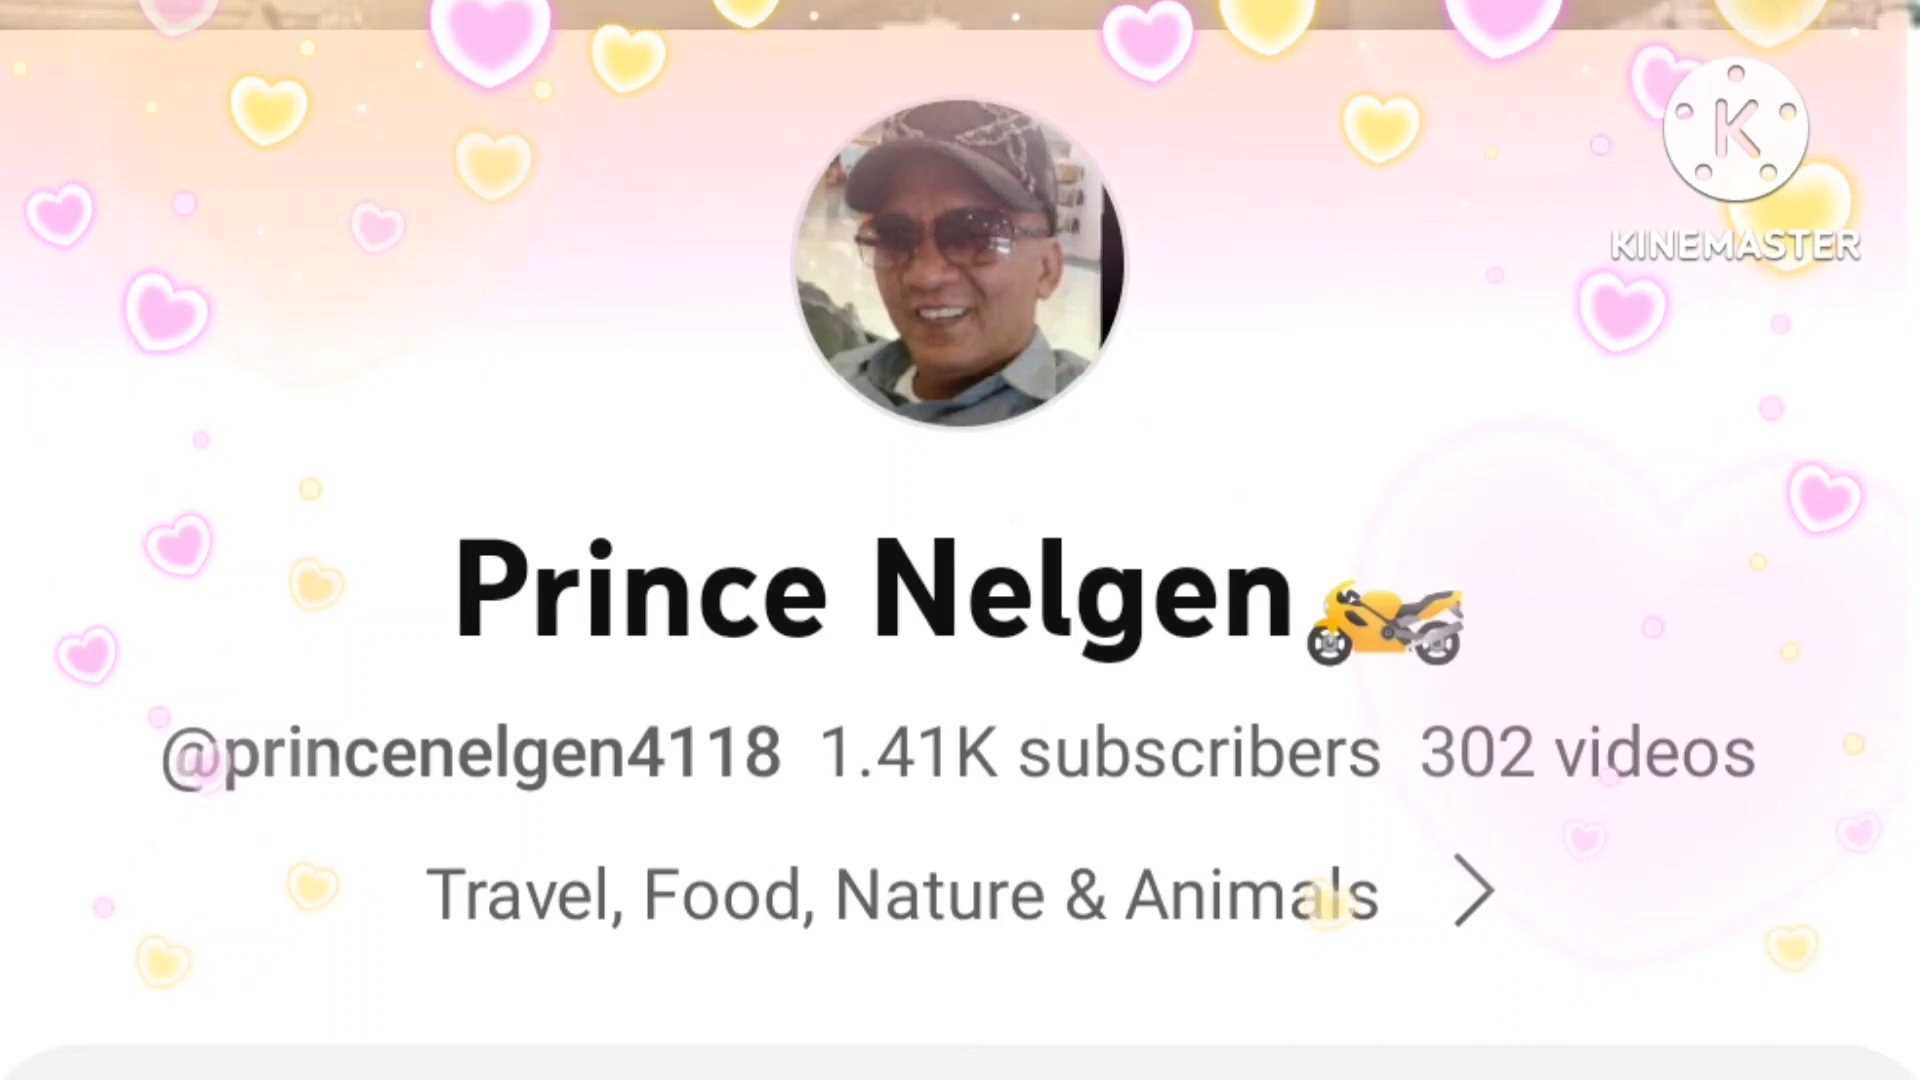 K
KINEMASTER
Prince Nelgen🏍️
@princenelgen4118 1.41K subscribers 302 videos
Travel, Food, Nature & Animals >